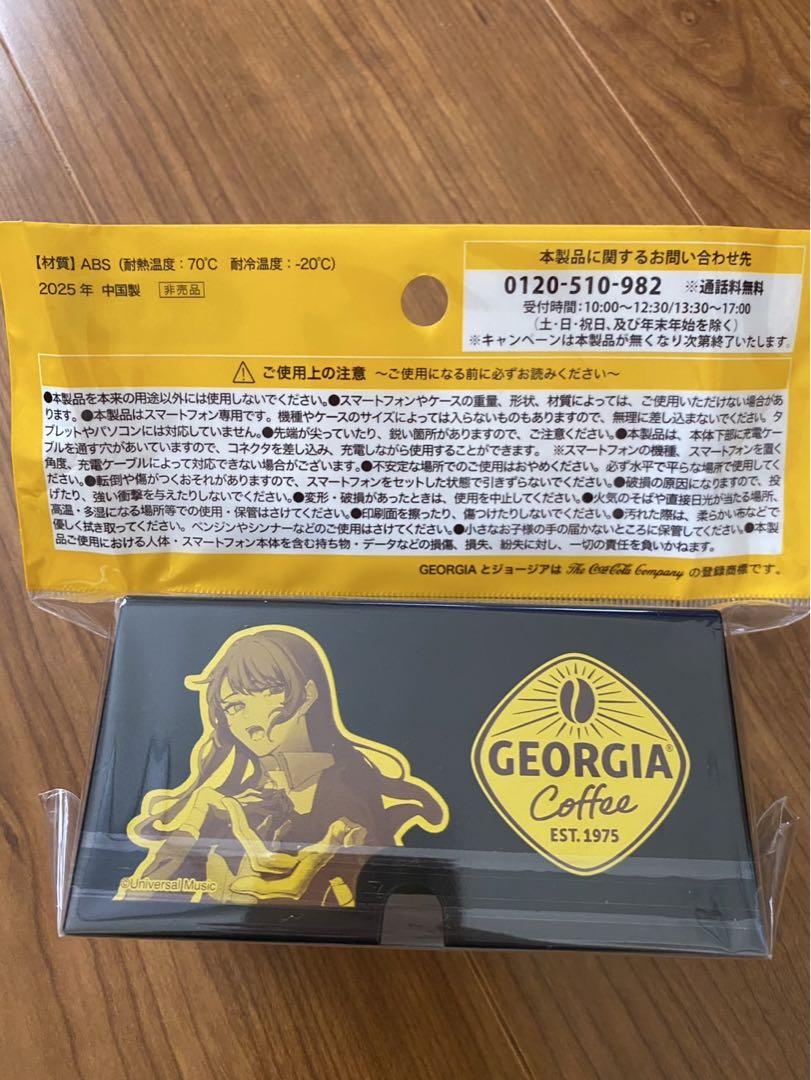 【材質】ABS（耐熱温度：70℃　耐冷温度：-20℃）
2025年 中国製 非売品
本製品に関するお問い合わせ先
0120-510-982 ※通話料無料
受付時間：10:00～12:30/13:30～17:00
（土・日・祝日、及び年末年始を除く）
※キャンペーンは本製品が無くなり次第終了いたします。
ご使用上の注意 ～ご使用になる前に必ずお読みください～
●本製品を本来の用途以外には使用しないでください。●スマートフォンやケースの重量、形状、材質によっては、ご使用いただけない場合があ
ります。●本製品はスマートフォン専用です。機種やケースのサイズによっては入らないものもありますので、無理に差し込まないでください。タ
ブレットやパソコンには対応していません。●先端が尖っていたり、鋭い箇所がありますので、ご注意ください。●本製品は、本体下部に充電ケー
ブルを通す穴があいていますので、コネクタを差し込み、充電しながら使用することができます。※スマートフォンの機種、スマートフォンを置く
角度、充電ケーブルによって対応できない場合がございます。●不安定な場所でのご使用はおやめください。必ず水平で平らな場所で使用してく
ださい。●転倒や傷がつくおそれがありますので、スマートフォンをセットした状態で引きずらないでください。●破損の原因になりますので、投
げたり、強い衝撃を与えたりしないでください。●変形・破損があったときは、使用を中止してください。●火気のそばや直接日光が当たる場所、
高温・多湿になる場所等での使用・保管はさけてください。●印刷面を擦ったり、傷つけたりしないでください。●汚れた際は、柔らかい布などで
優しく拭き取ってください。ベンジンやシンナーなどのご使用はさけてください。●小さなお子様の手の届かないところに保管してください。●本製
品ご使用における人体・スマートフォン本体を含む持ち物・データなどの損傷、損失、紛失に対し、一切の責任を負いかねます。
GEORGIA とジョージアは The Coca-Cola Company の登録商標です。
GEORGIA®
Coffee
EST. 1975
©Universal Music